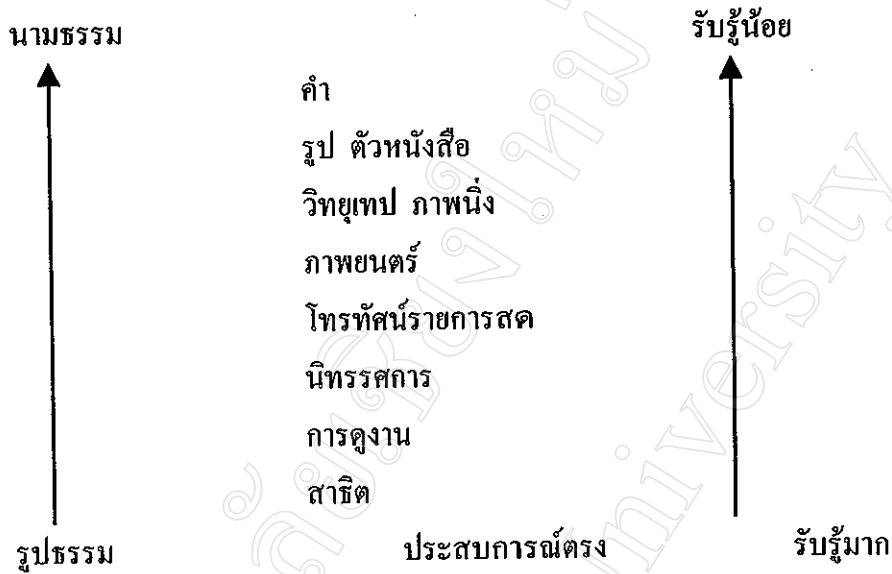 นามธรรม รับรู้น้อย
คำ
รูป ตัวหนังสือ
วิทยุเทป ภาพนิ่ง
ภาพยนตร์
โทรทัศน์รายการสด
นิทรรศการ
การดูงาน
สาธิต
รูปธรรม ประสบการณ์ตรง รับรู้มาก